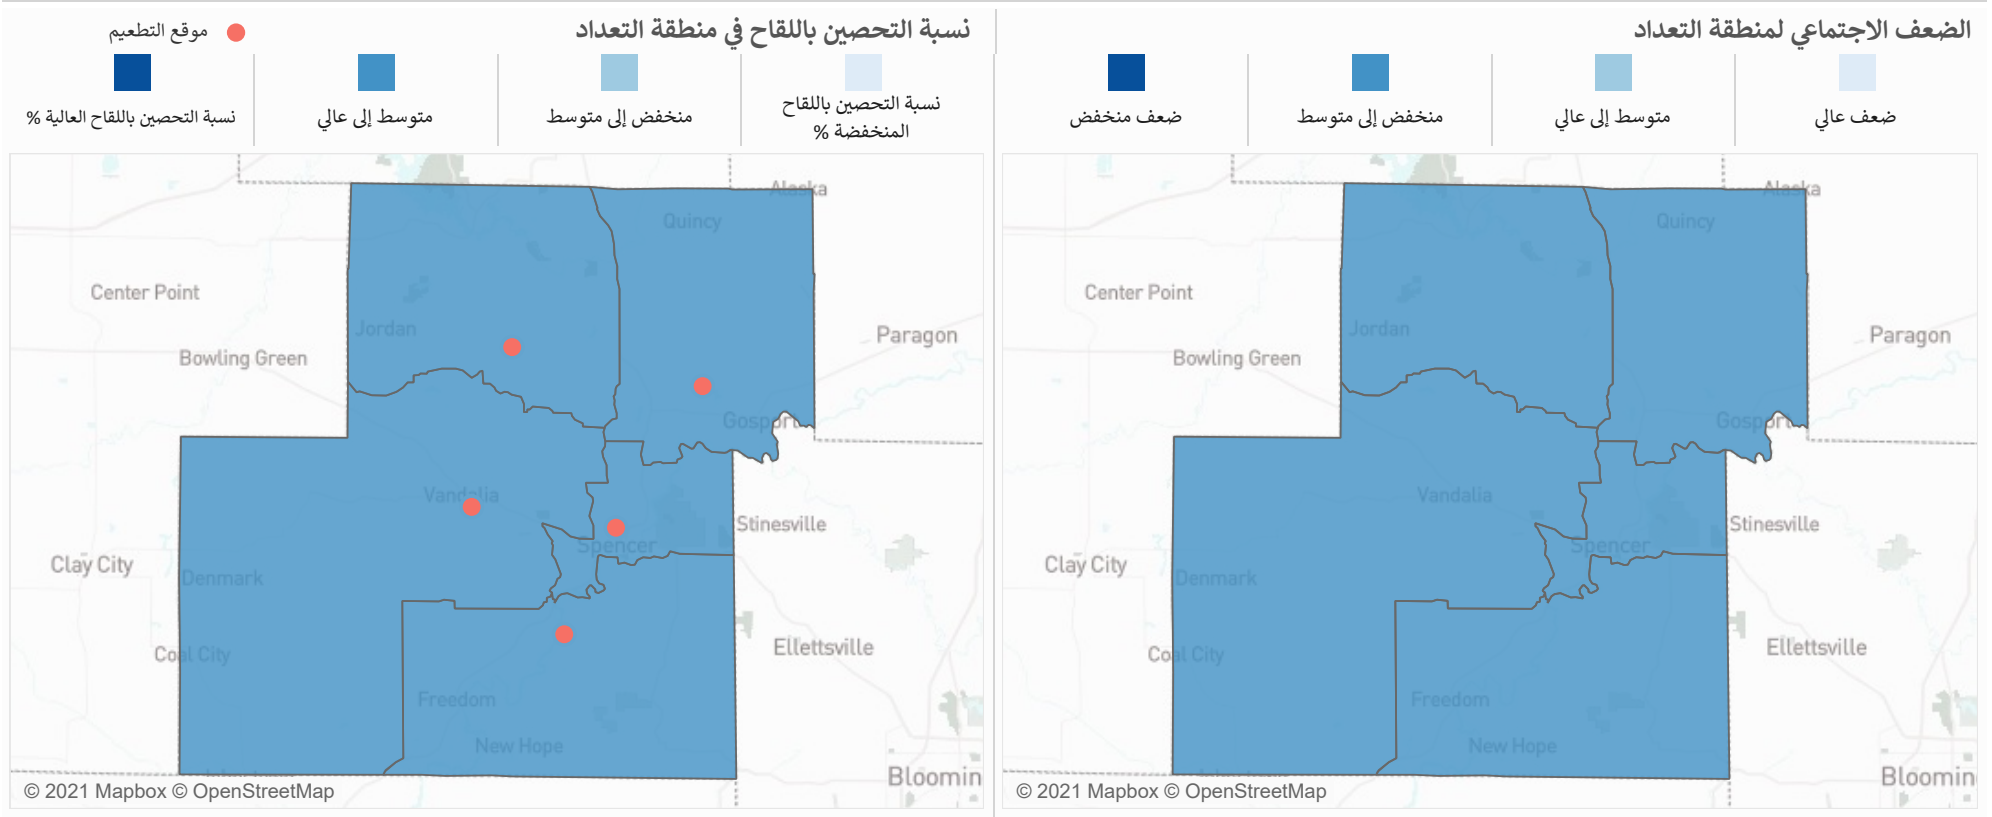 الضعف الاجتماعي لمنطقة التعداد
ضعف عالي
متوسط إلى عالي
منخفض إلى متوسط
ضعف منخفض
Alaska
Quincy
Center Point
Jordan
Paragon
Bowling Green
Gosport
Vandalia
Stinesville
Spencer
Clay City
Denmark
Ellettsville
Coal City
Freedom
New Hope
Bloomin
© 2021 Mapbox © OpenStreetMap
نسبة التحصين باللقاح في منطقة التعداد
موقع التطعيم
نسبة التحصين باللقاح
المنخفضة %
منخفض إلى متوسط
متوسط إلى عالي
نسبة التحصين باللقاح العالية %
Alaska
Quincy
Center Point
Jordan
Paragon
Bowling Green
Gosport
Vandalia
Stinesville
Spencer
Clay City
Denmark
Ellettsville
Coal City
Freedom
New Hope
Bloomin
© 2021 Mapbox © OpenStreetMap